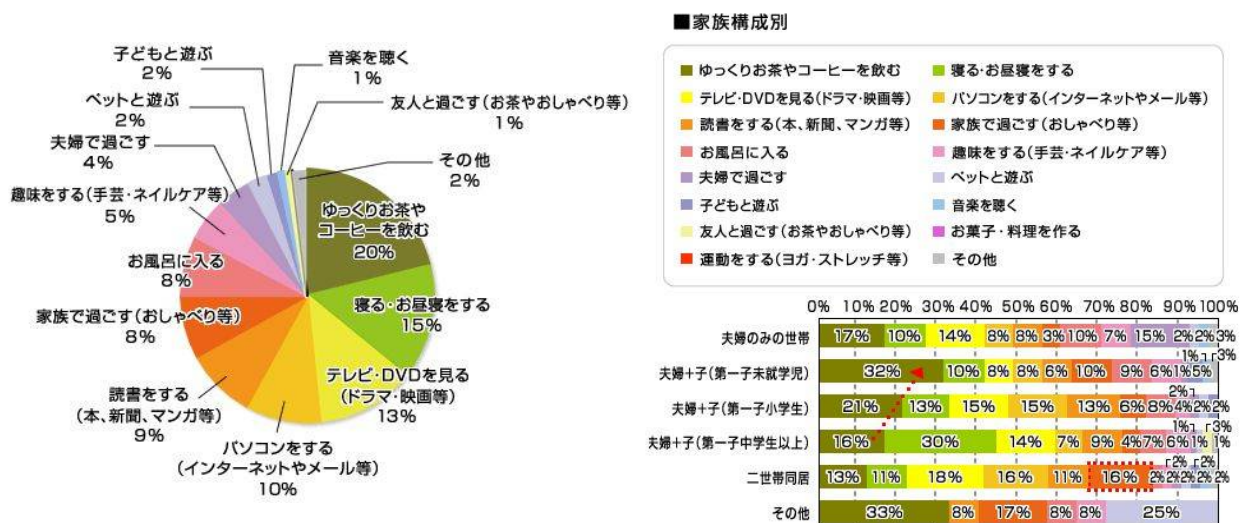 子どもと遊ぶ
2%
音楽を聴く
1%
ペットと遊ぶ
2%
友人と過ごす(お茶やおしゃべり等)
1%
夫婦で過ごす
4%
その他
2%
趣味をする(手芸・ネイルケア等)
5%
ゆっくりお茶や
コーヒーを飲む
20%
お風呂に入る
8%
寝る・お昼寝をする
15%
家族で過ごす(おしゃべり等)
8%
テレビ・DVDを見る
(ドラマ・映画等)
13%
読書をする
(本、新聞、マンガ等)
9%
パソコンをする
(インターネットやメール等)
10%
■家族構成別
ゆっくりお茶やコーヒーを飲む 寝る・お昼寝をする
テレビ・DVDを見る(ドラマ・映画等) パソコンをする(インターネットやメール等)
読書をする(本、新聞、マンガ等) 家族で過ごす(おしゃべり等)
お風呂に入る 趣味をする(手芸・ネイルケア等)
夫婦で過ごす ペットと遊ぶ
子どもと遊ぶ 音楽を聴く
友人と過ごす(お茶やおしゃべり等) お菓子・料理を作る
運動をする(ヨガ・ストレッチ等) その他
0% 10% 20% 30% 40% 50% 60% 70% 80% 90% 100%
夫婦のみの世帯 17% 10% 14% 8% 8% 3% 10% 7% 15% 2% 2% 3%
1% 3%
夫婦+子(第一子未就学児) 32% 10% 8% 8% 6% 10% 9% 6% 1% 5%
2%
夫婦+子(第一子小学生) 21% 13% 15% 15% 13% 6% 8% 4% 2% 2%
1% 3%
夫婦+子(第一子中学生以上) 16% 30% 14% 7% 9% 4% 7% 6% 1% 1%
2% 2%
二世帯同居 13% 11% 18% 16% 11% 16% 2% 2% 2% 2% 2%
その他 33% 8% 17% 8% 8% 25%